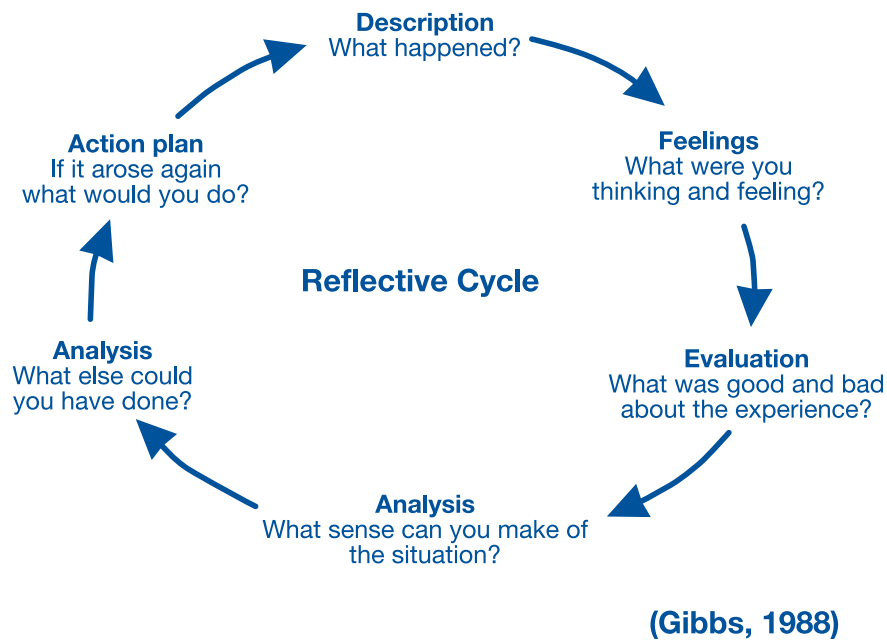 Description
What happened?
Feelings
What were you
thinking and feeling?
Evaluation
What was good and bad
about the experience?
Analysis
What sense can you make of
the situation?
Analysis
What else could
you have done?
Action plan
If it arose again
what would you do?
Reflective Cycle
(Gibbs, 1988)